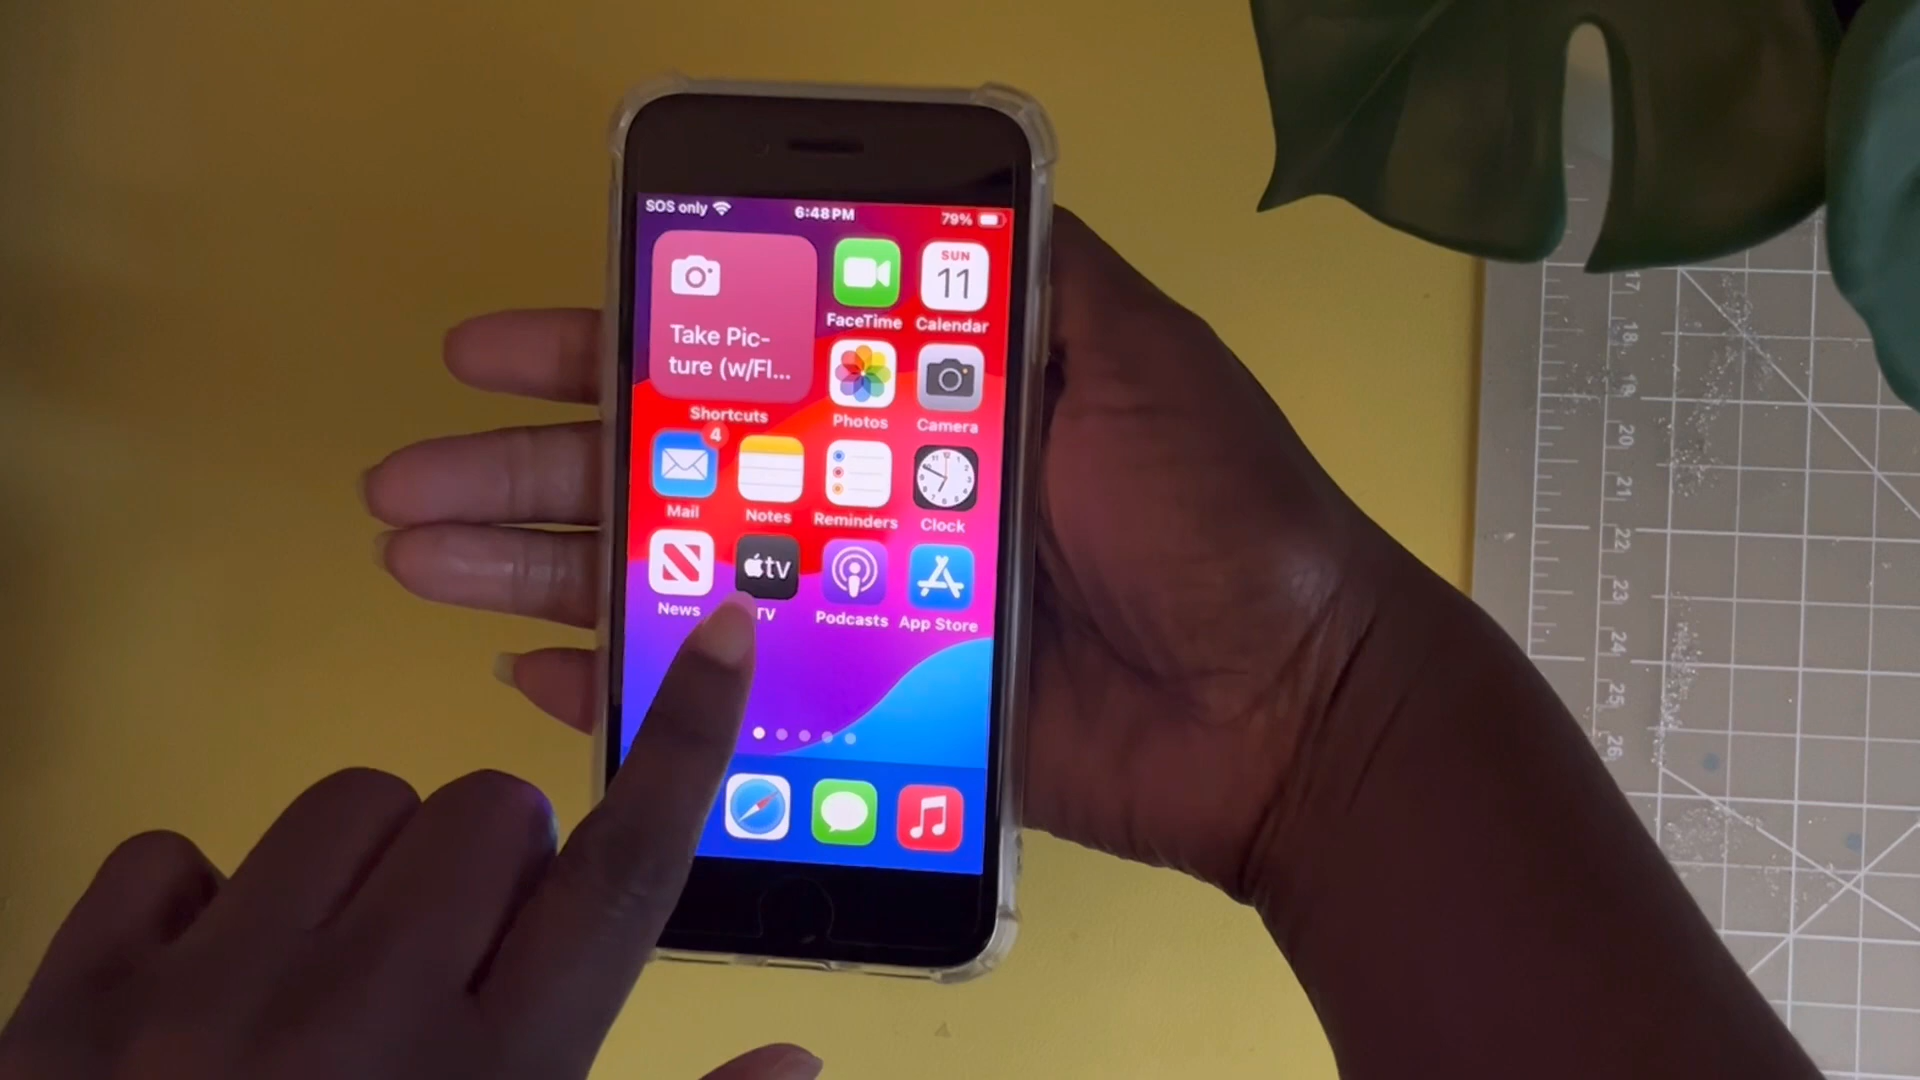 SOS only
6:48 PM
79%
Take Pic-
ture (w/Fl...
Shortcuts
FaceTime
SUN
11
Calendar
Photos
Camera
4
Mail
Notes
Reminders
Clock
News
tv
TV
Podcasts
App Store
17
18
19
20
21
22
23
24
25
26